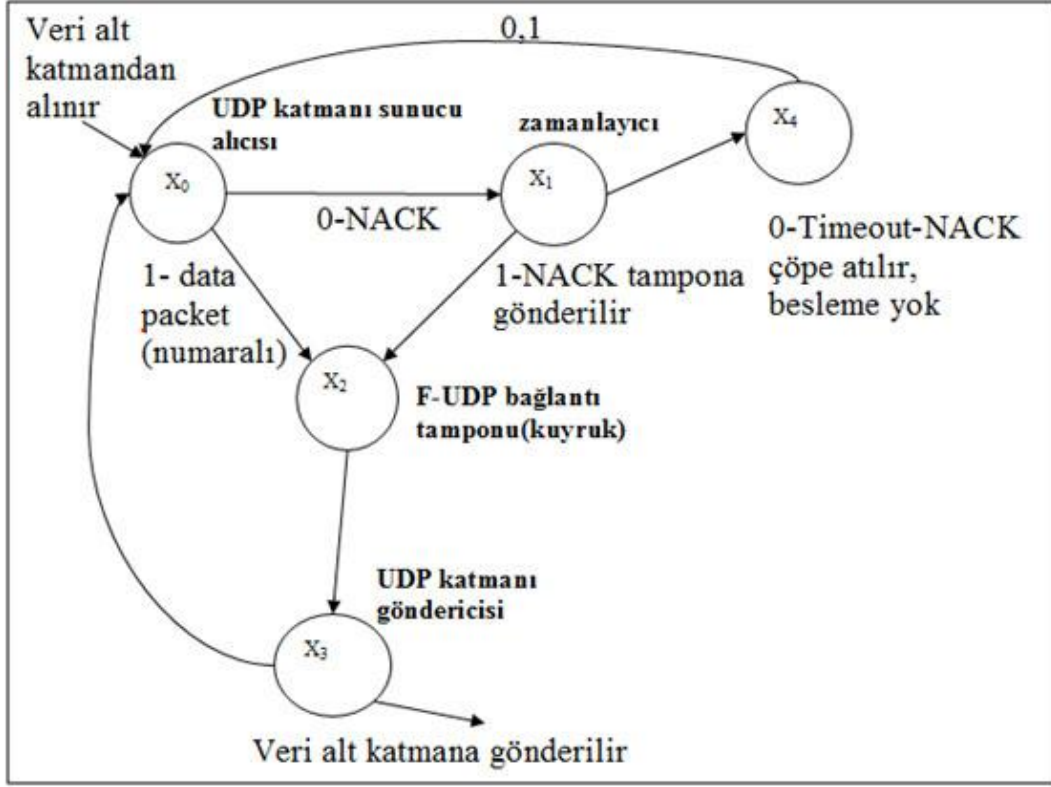 Veri alt
katmandan
alınır
0,1
UDP katmanı sunucu
alıcısı
zamanlayıcı
X4
X0
X1
0-NACK
1- data
packet
(numaralı)
1-NACK tampona
gönderilir
0-Timeout-NACK
çöpe atılır,
besleme yok
X2
F-UDP bağlantı
tamponu(kuyruk)
UDP katmanı
göndericisi
X3
Veri alt katmana gönderilir